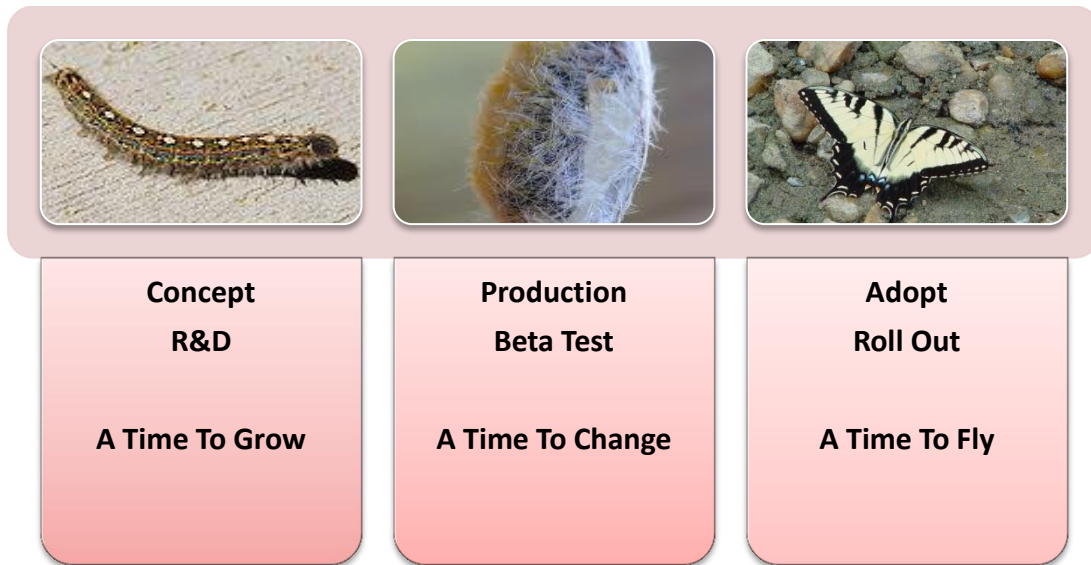 Concept
R&D
A Time To Grow
Production
Beta Test
A Time To Change
Adopt
Roll Out
A Time To Fly